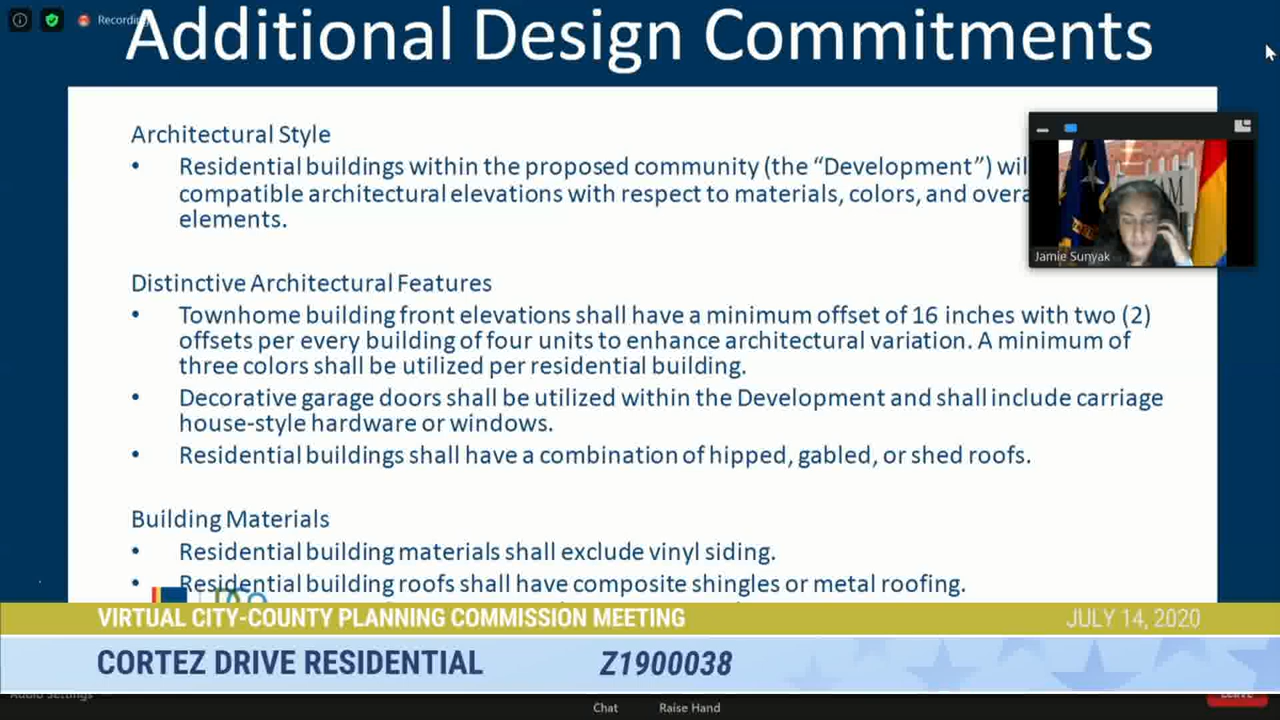 Recording
Additional Design Commitments
Architectural Style
• Residential buildings within the proposed community (the “Development”)
compatible architectural elevations with respect to materials, colors, and
elements.
Distinctive Architectural Features
• Townhome building front elevations shall have a minimum offset of 16 inches with two (2)
offsets per every building of four units to enhance architectural variation. A minimum of
three colors shall be utilized per residential building.
• Decorative garage doors shall be utilized within the Development and shall include carriage
house-style hardware or windows.
• Residential buildings shall have a combination of hipped, gabled, or shed roofs.
Building Materials
• Residential building materials shall exclude vinyl siding.
• Residential building roofs shall have composite shingles or metal roofing.
Jamie Sunyak
VIRTUAL CITY-COUNTY PLANNING COMMISSION MEETING
JULY 14, 2020
CORTEZ DRIVE RESIDENTIAL
Z1900038
Audio Settings
Chat
Raise Hand
Leave